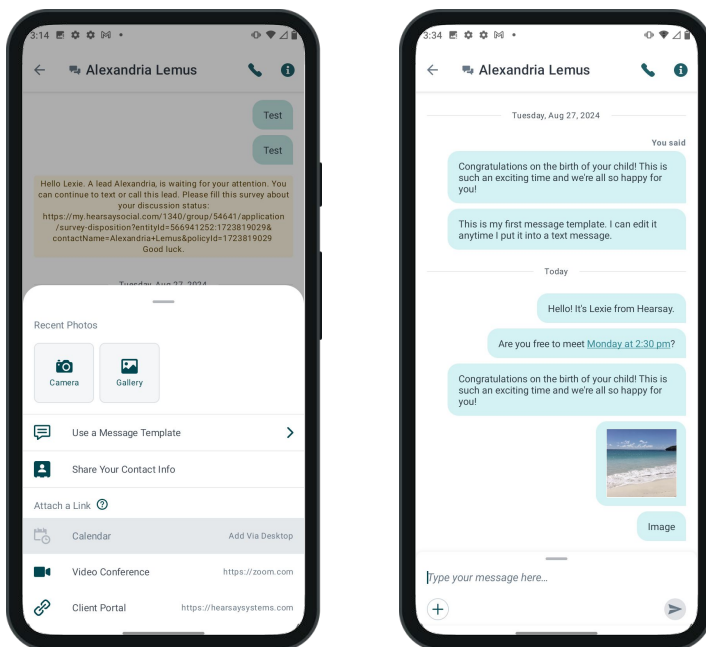 3:14
Alexandria Lemus
Test
Test
Hello Lexie. A lead Alexandria, is waiting for your attention. You
can continue to text or call this lead. Please fill this survey about
your discussion status:
https://my.hearsaysocial.com/1340/group/54641/application
/survey-disposition?entityId=566941252:1723819029&
contactName=Alexandria+Lemus&policyId=1723819029
Good luck.
Tuesday, Aug 27, 2024
Recent Photos
Camera
Gallery
Use a Message Template
Share Your Contact Info
Attach a Link
Calendar
Add Via Desktop
Video Conference
https://zoom.com
Client Portal
https://hearsaysystems.com
3:34
Alexandria Lemus
Tuesday, Aug 27, 2024
You said
Congratulations on the birth of your child! This is
such an exciting time and we're all so happy for
you!
This is my first message template. I can edit it
anytime I put it into a text message.
Today
Hello! It's Lexie from Hearsay.
Are you free to meet Monday at 2:30 pm?
Congratulations on the birth of your child! This is
such an exciting time and we're all so happy for
you!
Image
Type your message here...